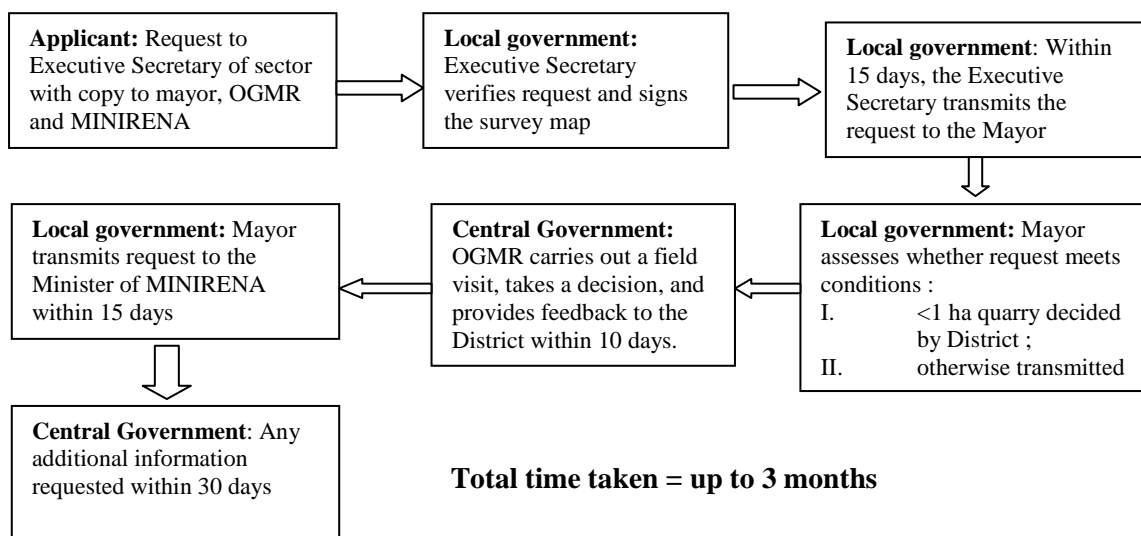 Applicant: Request to
Executive Secretary of sector
with copy to mayor, OGMR
and MINIRENA
Local government:
Executive Secretary
verifies request and signs
the survey map
Local government: Within
15 days, the Executive
Secretary transmits the
request to the Mayor
Local government: Mayor
assesses whether request meets
conditions :
I. <1 ha quarry decided
by District ;
II. otherwise transmitted
Central Government:
OGMR carries out a field
visit, takes a decision, and
provides feedback to the
District within 10 days.
Local government: Mayor
transmits request to the
Minister of MINIRENA
within 15 days
Central Government: Any
additional information
requested within 30 days
Total time taken = up to 3 months